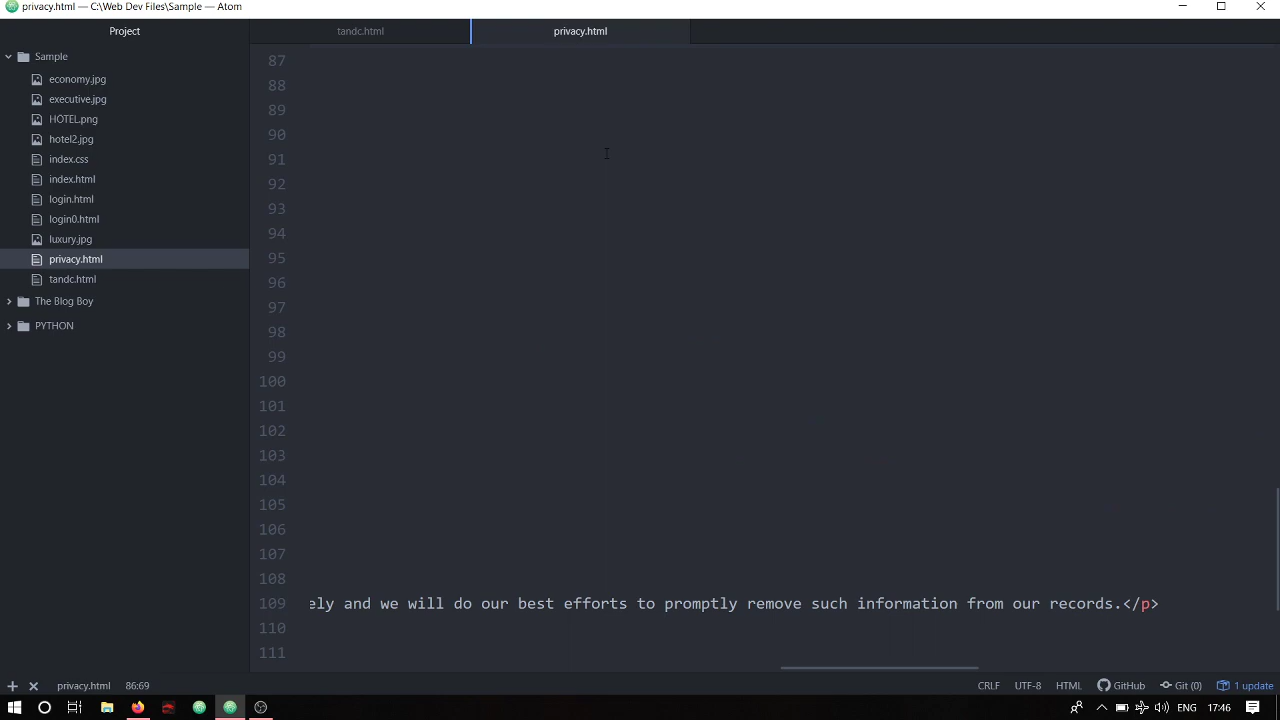 privacy.html — C:\Web Dev Files\Sample — Atom
Project
tandc.html
privacy.html
Sample
economy.jpg
executive.jpg
HOTEL.png
hotel2.jpg
index.css
index.html
login.html
login0.html
luxury.jpg
privacy.html
tandc.html
The Blog Boy
PYTHON
87
88
89
90
91
92
93
94
95
96
97
98
99
100
101
102
103
104
105
106
107
108
109 ely and we will do our best efforts to promptly remove such information from our records.</p>
110
111
privacy.html 86:69 CRLF UTF-8 HTML GitHub Git (0) 1 update
ENG 17:46